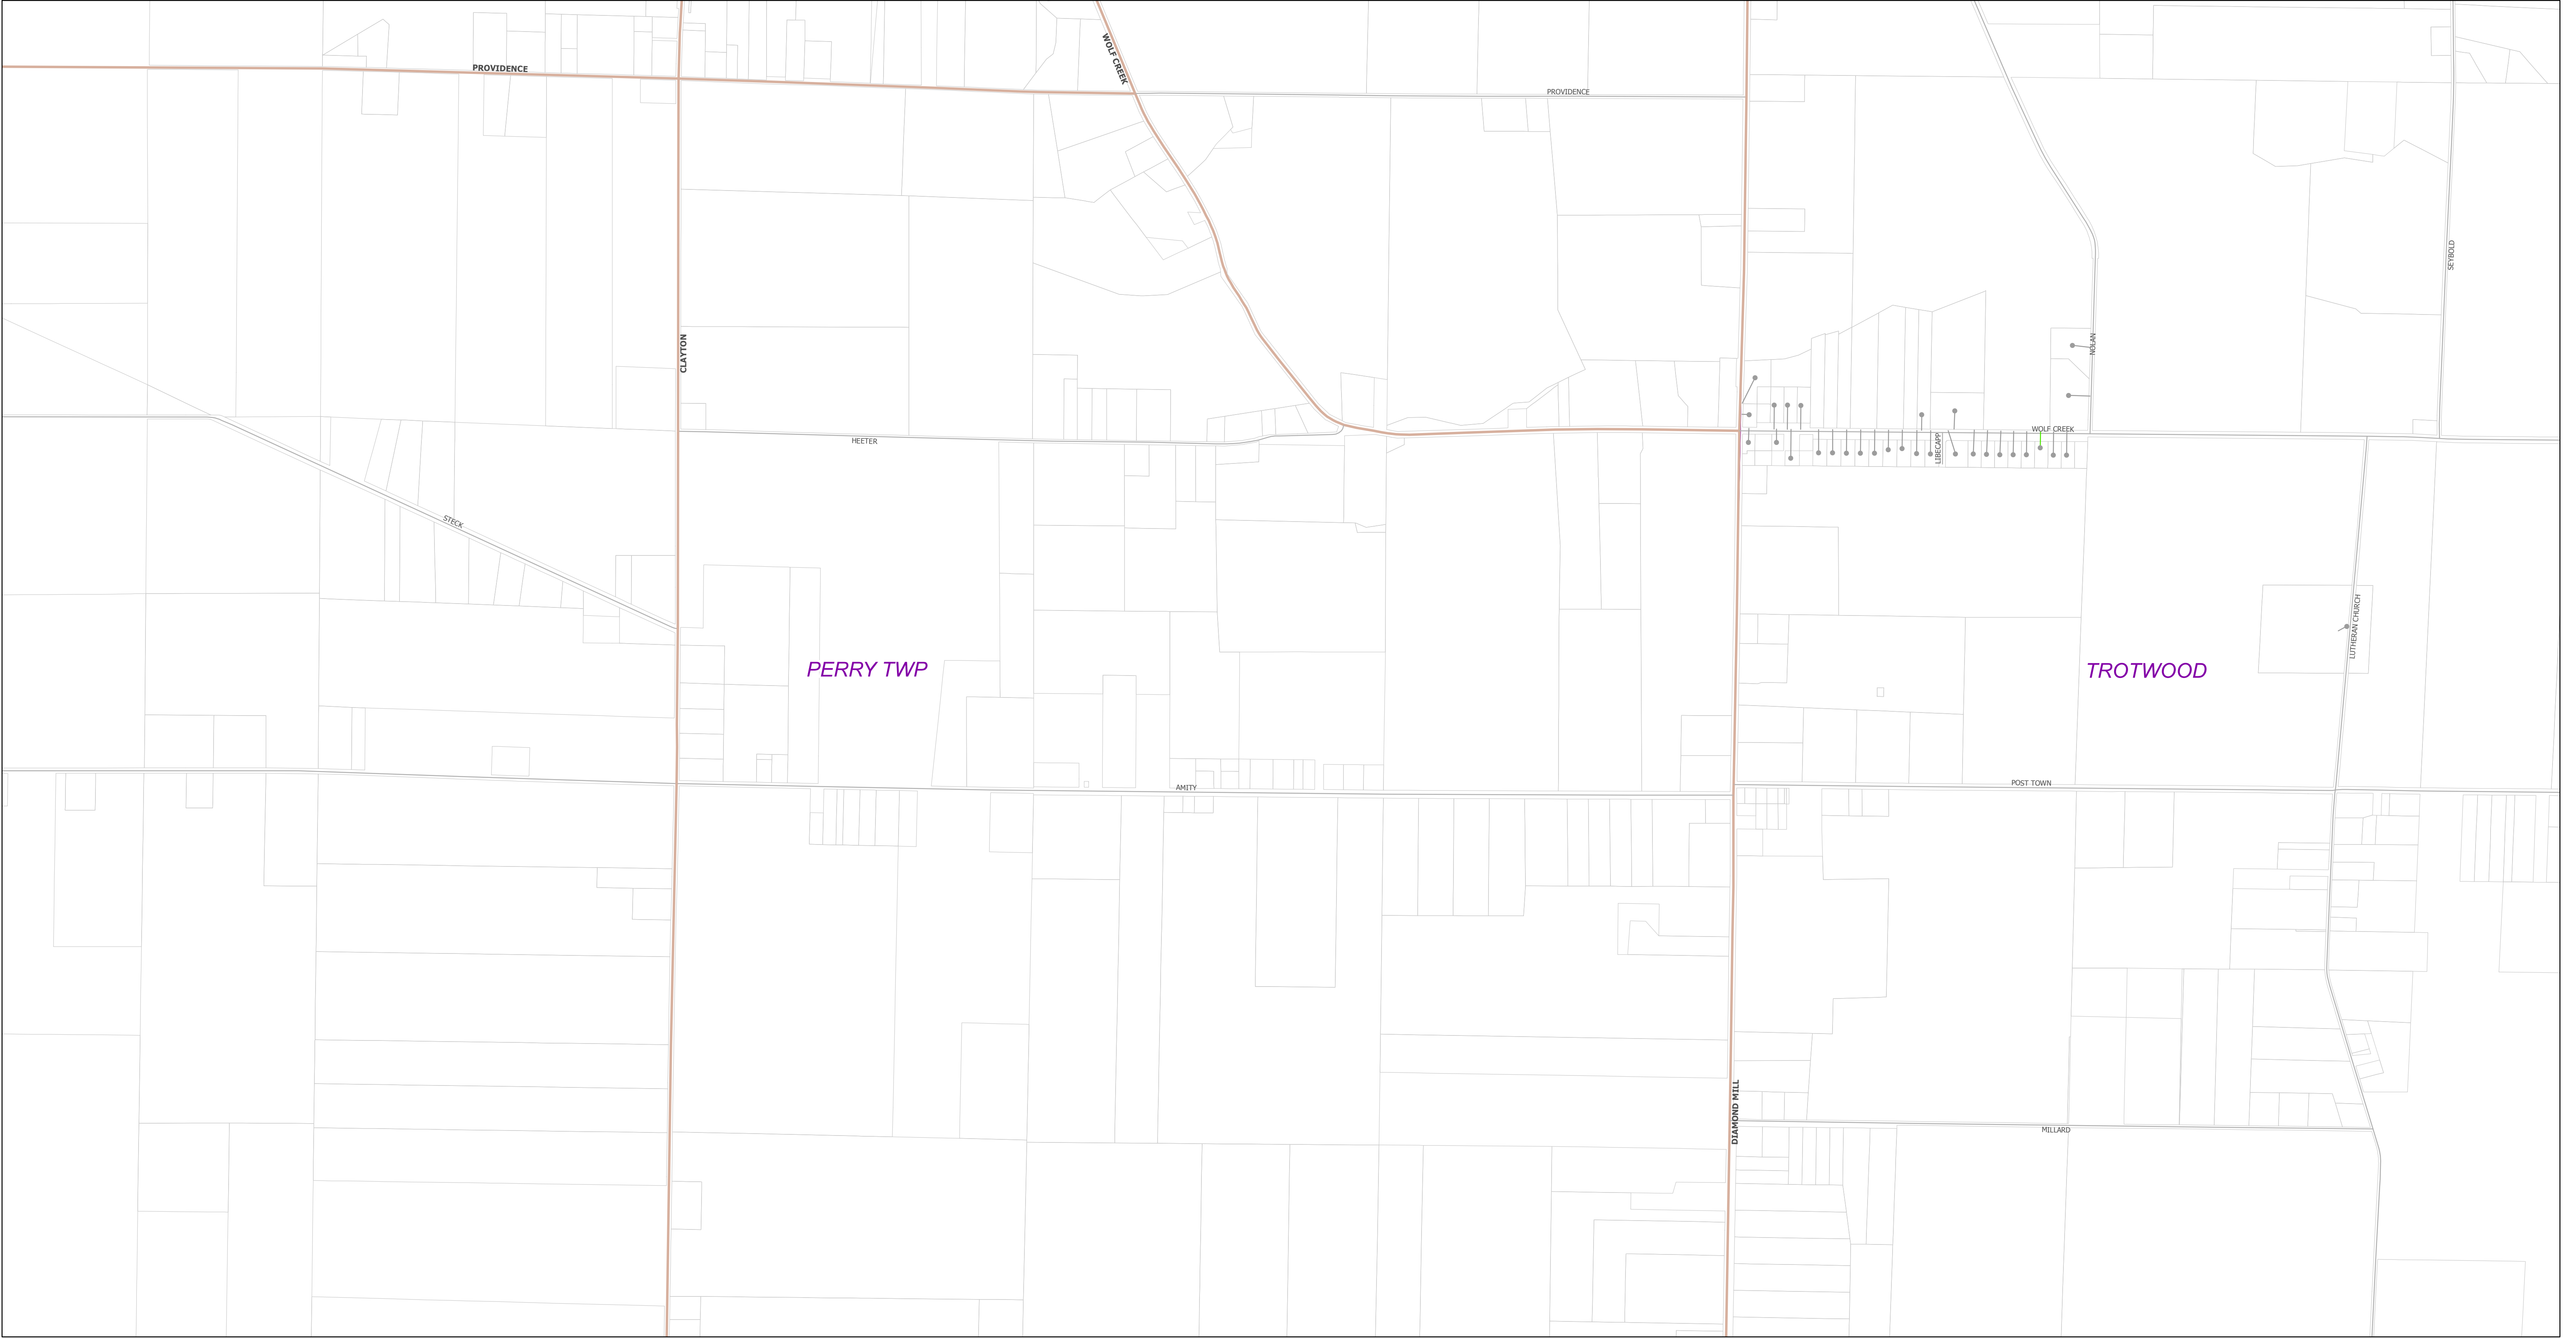 WOLF CREEK
PROVIDENCE
PROVIDENCE
SEYBOLD
NOLAN
CLAYTON
WOLF CREEK
HEETER
LIBECAPP
STECK
LUTHERAN CHURCH
PERRY TWP
TROTWOOD
POST TOWN
AMITY
DIAMOND MILL
MILLARD